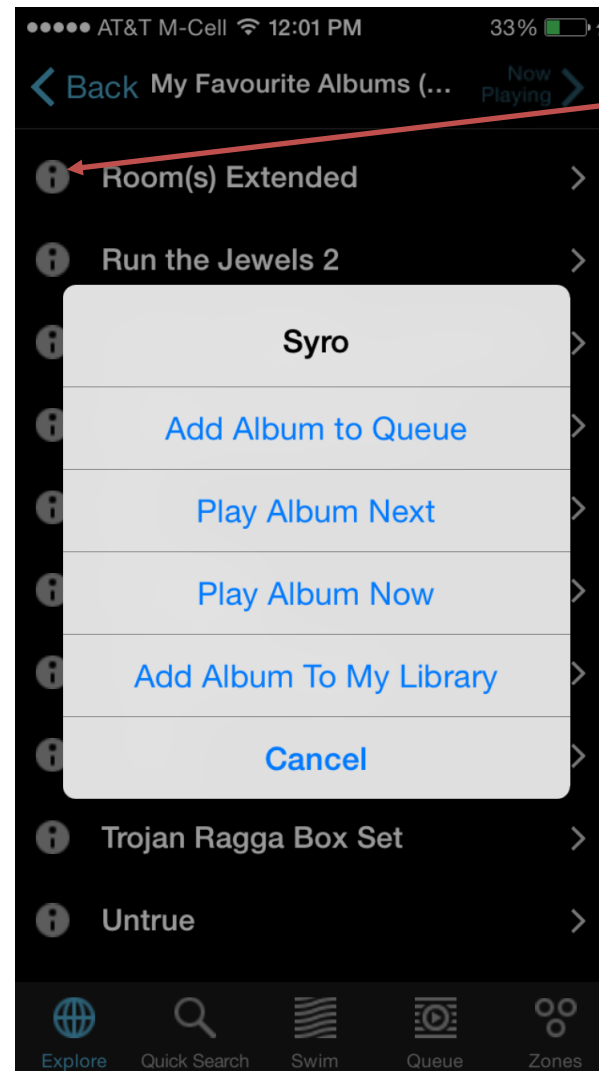 AT&T M-Cell 12:01 PM 33%
Back My Favourite Albums (... Now Playing
Room(s) Extended
Run the Jewels 2
Syro
Add Album to Queue
Play Album Next
Play Album Now
Add Album To My Library
Cancel
Trojan Ragga Box Set
Untrue
Explore Quick Search Swim Queue Zones